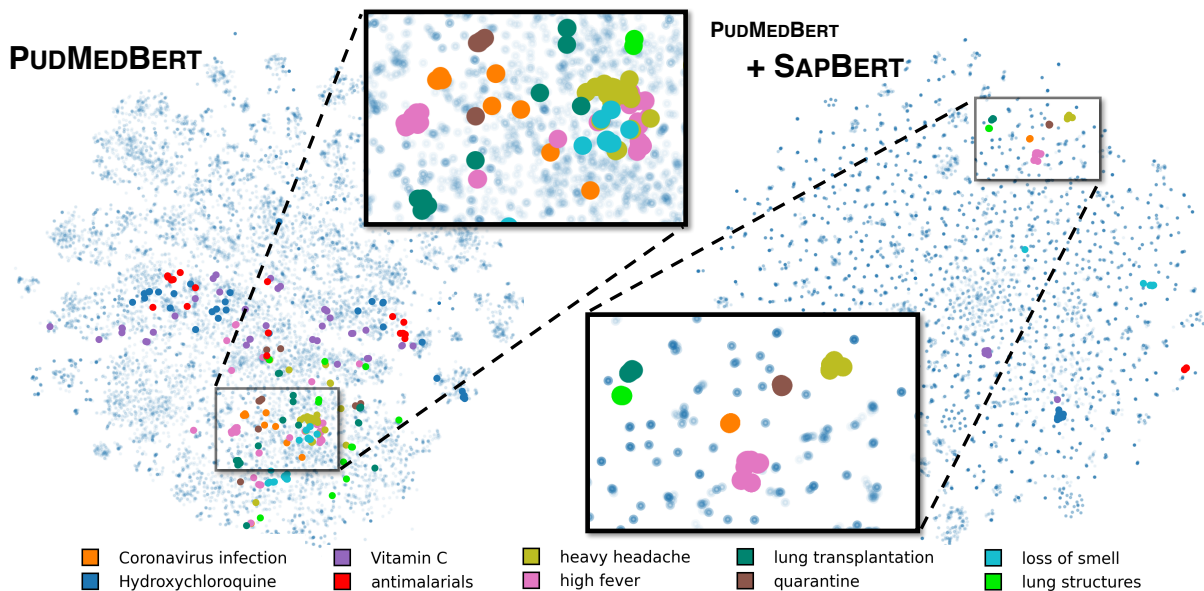 PUDMEDBERT
PUDMEDBERT
+ SAPBERT
Coronavirus infection
Vitamin C
heavy headache
lung transplantation
loss of smell
Hydroxychloroquine
antimalarials
high fever
quarantine
lung structures